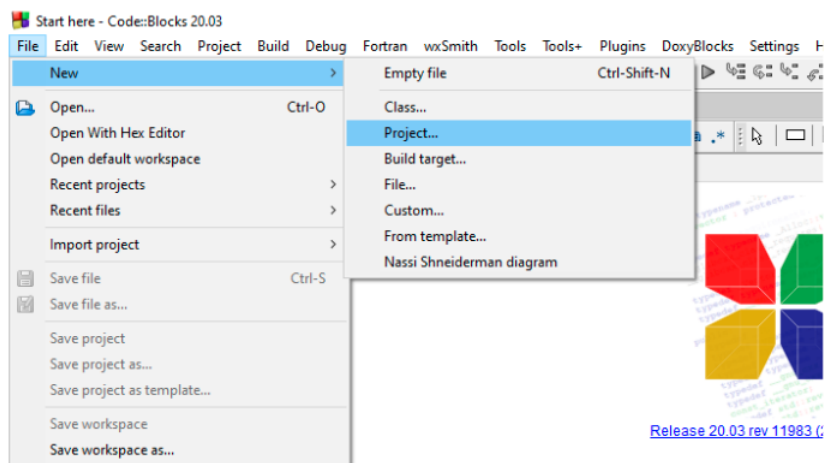 Start here - Code::Blocks 20.03
File Edit View Search Project Build Debug Fortran wxSmith Tools Tools+ Plugins DoxyBlocks Settings H
New >
Open... Ctrl-O
Open With Hex Editor
Open default workspace
Recent projects >
Recent files >
Import project >
Save file Ctrl-S
Save file as...
Save project
Save project as...
Save project as template...
Save workspace
Save workspace as...
Empty file Ctrl-Shift-N
Class...
Project...
Build target...
File...
Custom...
From template...
Nassi Shneiderman diagram
.*
Release 20.03 rev 11983 (2